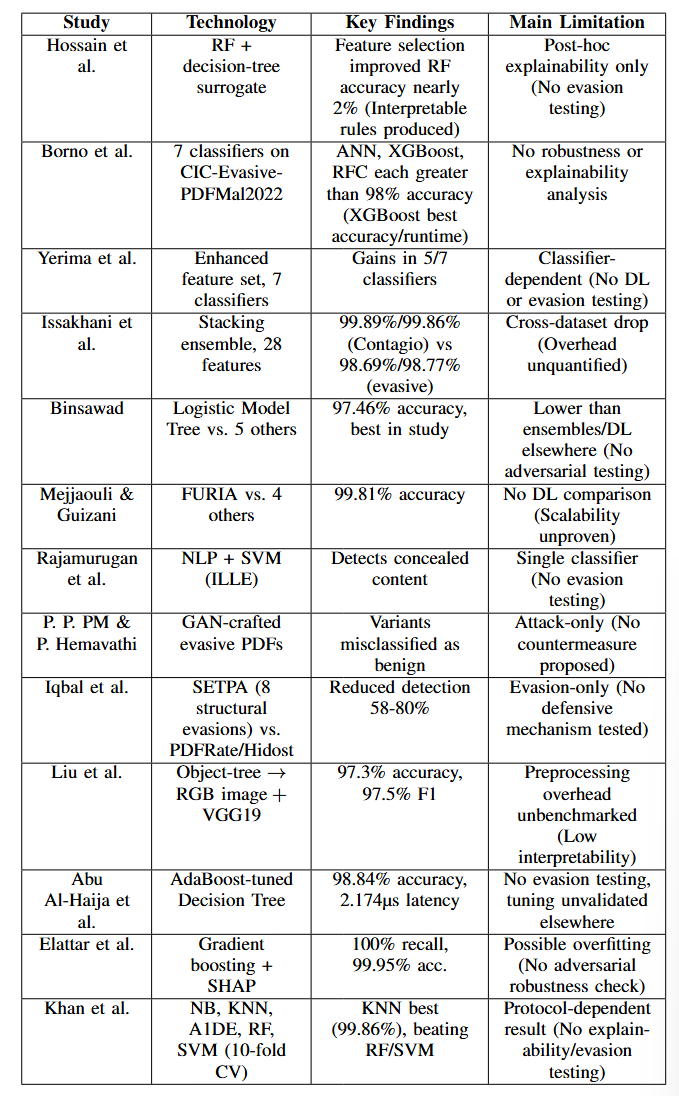 Study Technology Key Findings Main Limitation
Hossain et al. RF + decision-tree surrogate Feature selection improved RF accuracy nearly 2% (Interpretable rules produced) Post-hoc explainability only (No evasion testing)
Borno et al. 7 classifiers on CIC-Evasive-PDFMal2022 ANN, XGBoost, RFC each greater than 98% accuracy (XGBoost best accuracy/runtime) No robustness or explainability analysis
Yerima et al. Enhanced feature set, 7 classifiers Gains in 5/7 classifiers Classifier-dependent (No DL or evasion testing)
Issakhani et al. Stacking ensemble, 28 features 99.89%/99.86% (Contagio) vs 98.69%/98.77% (evasive) Cross-dataset drop (Overhead unquantified)
Binsawad Logistic Model Tree vs. 5 others 97.46% accuracy, best in study Lower than ensembles/DL elsewhere (No adversarial testing)
Mejjaouli & Guizani FURIA vs. 4 others 99.81% accuracy No DL comparison (Scalability unproven)
Rajamurugan et al. NLP + SVM (ILLE) Detects concealed content Single classifier (No evasion testing)
P. P. PM & P. Hemavathi GAN-crafted evasive PDFs Variants misclassified as benign Attack-only (No countermeasure proposed)
Iqbal et al. SETPA (8 structural evasions) vs. PDFRate/Hidost Reduced detection 58-80% Evasion-only (No defensive mechanism tested)
Liu et al. Object-tree → RGB image + VGG19 97.3% accuracy, 97.5% F1 Preprocessing overhead unbenchmarked (Low interpretability)
Abu Al-Haija et al. AdaBoost-tuned Decision Tree 98.84% accuracy, 2.174μs latency No evasion testing, tuning unvalidated elsewhere
Elattar et al. Gradient boosting + SHAP 100% recall, 99.95% acc. Possible overfitting (No adversarial robustness check)
Khan et al. NB, KNN, A1DE, RF, SVM (10-fold CV) KNN best (99.86%), beating RF/SVM Protocol-dependent result (No explain-ability/evasion testing)